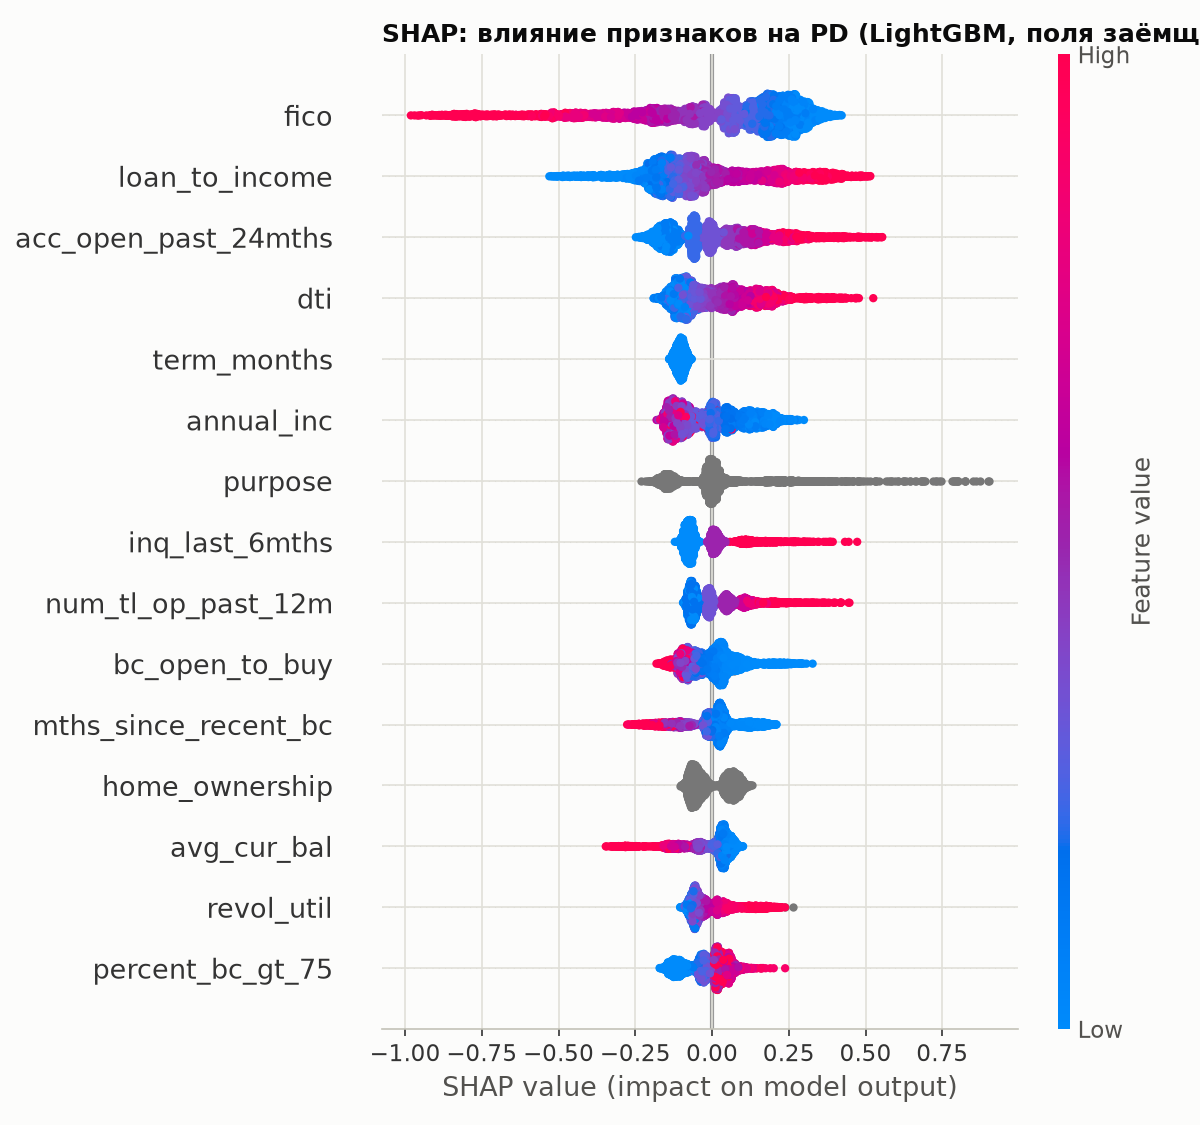 SHAP: влияние признаков на PD (LightGBM, поля заёмщ
High
fico
loan_to_income
acc_open_past_24mths
dti
term_months
annual_inc
purpose
inq_last_6mths
num_tl_op_past_12m
bc_open_to_buy
mths_since_recent_bc
home_ownership
avg_cur_bal
revol_util
percent_bc_gt_75
Feature value
Low
−1.00 −0.75 −0.50 −0.25 0.00 0.25 0.50 0.75
SHAP value (impact on model output)